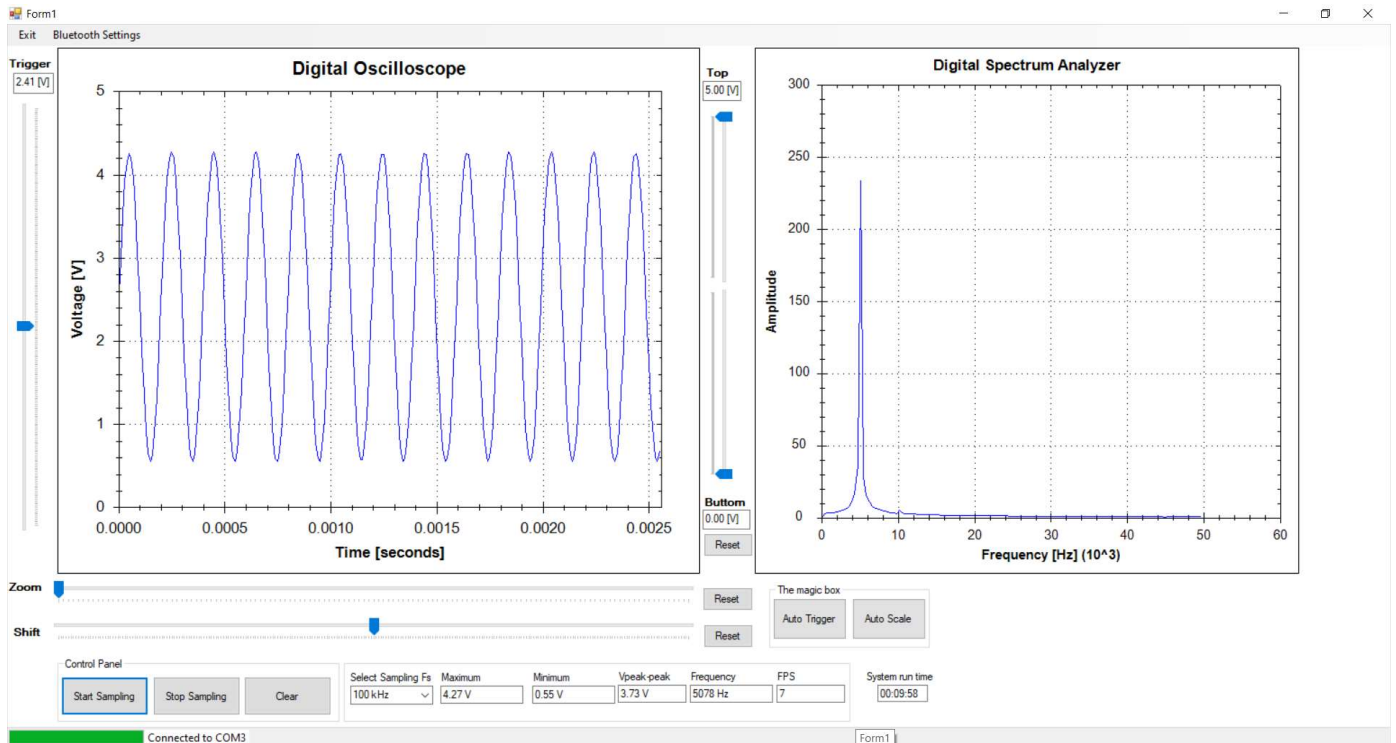 Form1
Exit Bluetooth Settings
Trigger
2.41 [V]
Digital Oscilloscope
Voltage [V]
5
4
3
2
1
0
0.0000 0.0005 0.0010 0.0015 0.0020 0.0025
Time [seconds]
Top
5.00 [V]
Buttom
0.00 [V]
Reset
Digital Spectrum Analyzer
Amplitude
300
250
200
150
100
50
0
0 10 20 30 40 50 60
Frequency [Hz] (10^3)
Zoom
Reset
Shift
Reset
The magic box
Auto Trigger Auto Scale
Control Panel
Start Sampling Stop Sampling Clear
Select Sampling Fs Maximum Minimum Vpeak-peak Frequency FPS
100 kHz 4.27 V 0.55 V 3.73 V 5078 Hz 7
System run time
00:09:58
Connected to COM3
Form1